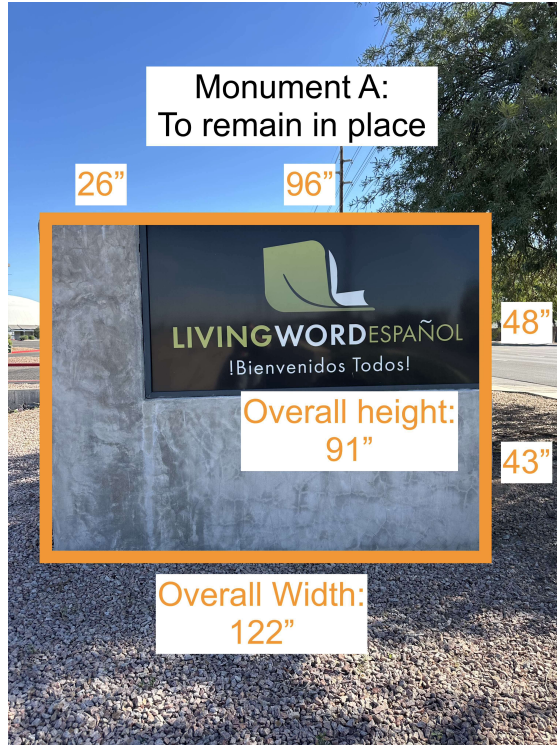 Monument A:
To remain in place
26”
96”
LIVINGWORDESPAÑOL
!Bienvenidos Todos!
48”
Overall height:
91”
43”
Overall Width:
122”